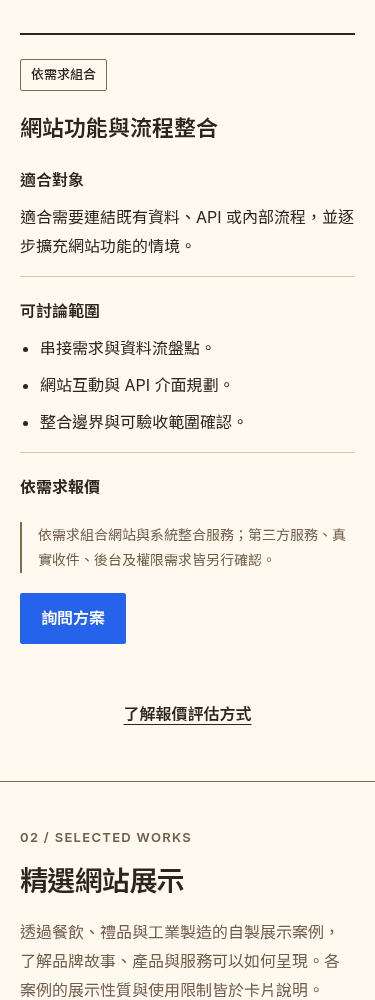 依需求組合
網站功能與流程整合
適合對象
適合需要連結既有資料、API 或內部流程，並逐
步擴充網站功能的情境。
可討論範圍
• 串接需求與資料流盤點。
• 網站互動與 API 介面規劃。
• 整合邊界與可驗收範圍確認。
依需求報價
依需求組合網站與系統整合服務；第三方服務、真
實收件、後台及權限需求皆另行確認。
詢問方案
了解報價評估方式
02 / SELECTED WORKS
精選網站展示
透過餐飲、禮品與工業製造的自製展示案例，
了解品牌故事、產品與服務可以如何呈現。各
案例的展示性質與使用限制皆於卡片說明。